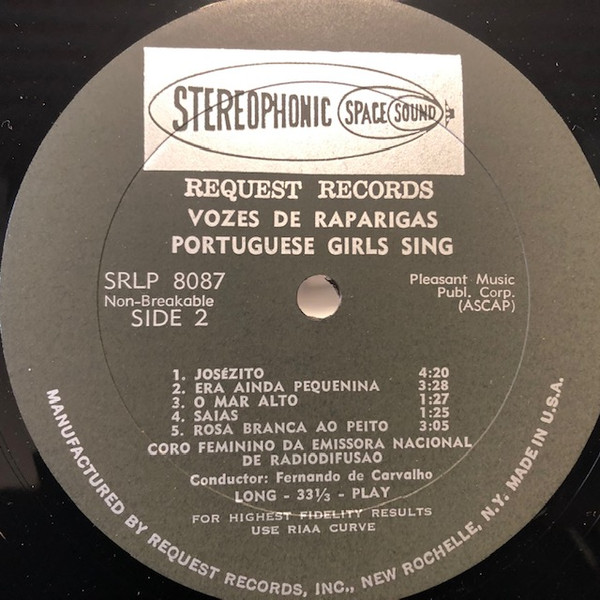 STEREOPHONIC SPACE SOUND
REQUEST RECORDS
VOZES DE RAPARIGAS
PORTUGUESE GIRLS SING
SRLP 8087
Non-Breakable
SIDE 2
Pleasant Music
Publ. Corp.
(ASCAP)
1. JOSÉZITO 4:20
2. ERA AINDA PEQUENINA 3:28
3. O MAR ALTO 1:27
4. SAIAS 1:25
5. ROSA BRANCA AO PEITO 3:05
CORO FEMININO DA EMISSORA NACIONAL
DE RADIODIFUSAO
Conductor: Fernando de Carvalho
LONG - 33⅓ - PLAY
FOR HIGHEST FIDELITY RESULTS
USE RIAA CURVE
MANUFACTURED BY REQUEST RECORDS, INC., NEW ROCHELLE, N.Y. MADE IN U.S.A.